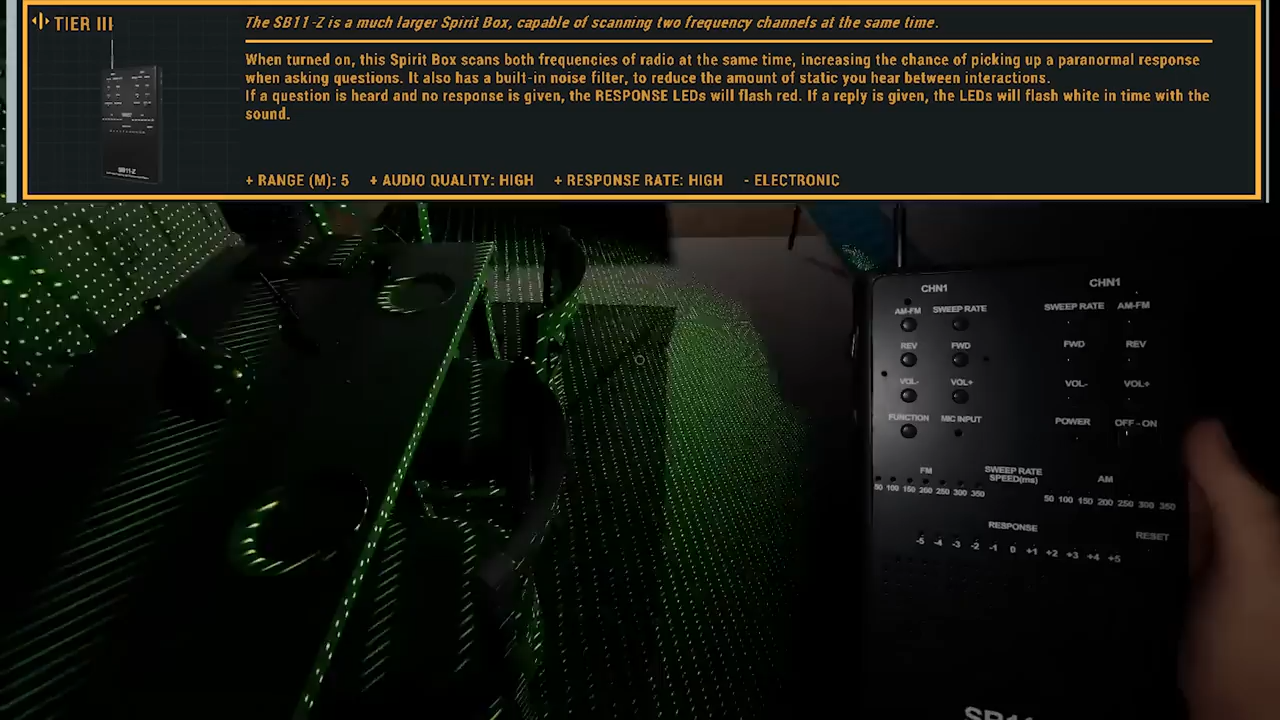 TIER III
The SB11-Z is a much larger Spirit Box, capable of scanning two frequency channels at the same time.
When turned on, this Spirit Box scans both frequencies of radio at the same time, increasing the chance of picking up a paranormal response
when asking questions. It also has a built-in noise filter, to reduce the amount of static you hear between interactions.
If a question is heard and no response is given, the RESPONSE LEDs will flash red. If a reply is given, the LEDs will flash white in time with the
sound.
SB11-Z
+ RANGE (M): 5 + AUDIO QUALITY: HIGH + RESPONSE RATE: HIGH - ELECTRONIC
CHN1 CHN1
AM-FM SWEEP RATE SWEEP RATE AM-FM
REV FWD FWD REV
VOL- VOL+ VOL- VOL+
FUNCTION MIC INPUT POWER OFF - ON
FM SWEEP RATE AM
SPEED(ms)
50 100 150 200 250 300 350 50 100 150 200 250 300 350
RESPONSE RESET
-5 -4 -3 -2 -1 0 +1 +2 +3 +4 +5